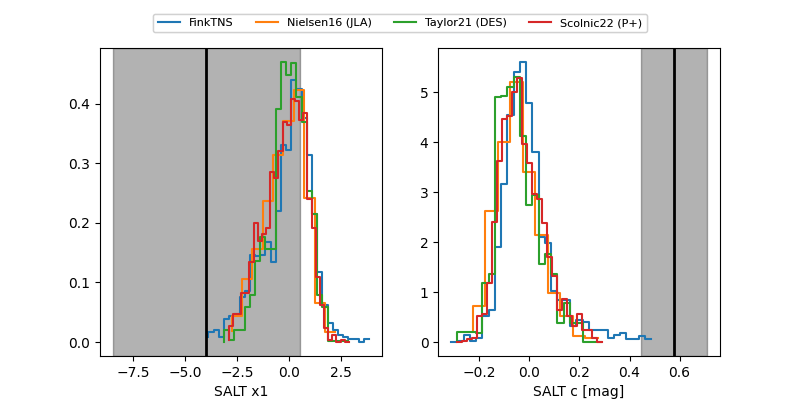 FinkTNS Nielsen16 (JLA) Taylor21 (DES) Scolnic22 (P+)
0.4
0.3
0.2
0.1
0.0
−7.5 −5.0 −2.5 0.0 2.5
SALT x1
5
4
3
2
1
0
−0.2 0.0 0.2 0.4 0.6
SALT c [mag]